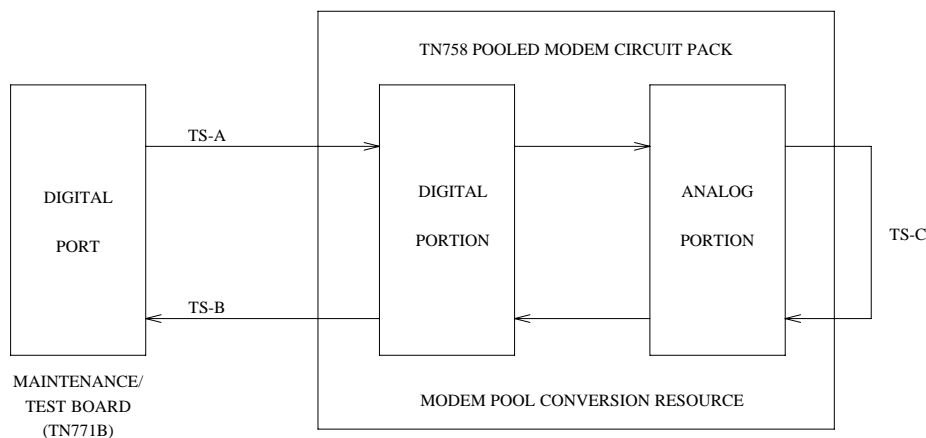 TN758 POOLED MODEM CIRCUIT PACK
TS-A
DIGITAL
PORT
DIGITAL
PORTION
ANALOG
PORTION
TS-C
TS-B
MAINTENANCE/
TEST BOARD
(TN771B)
MODEM POOL CONVERSION RESOURCE